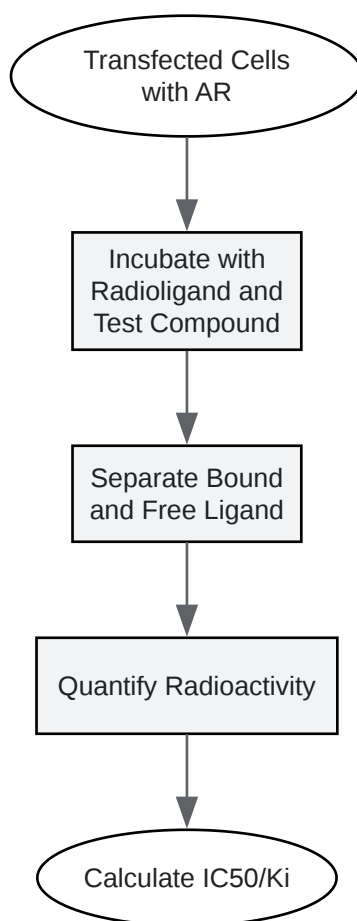 Transfected Cells
with AR
Incubate with
Radioligand and
Test Compound
Separate Bound
and Free Ligand
Quantify Radioactivity
Calculate IC50/Ki